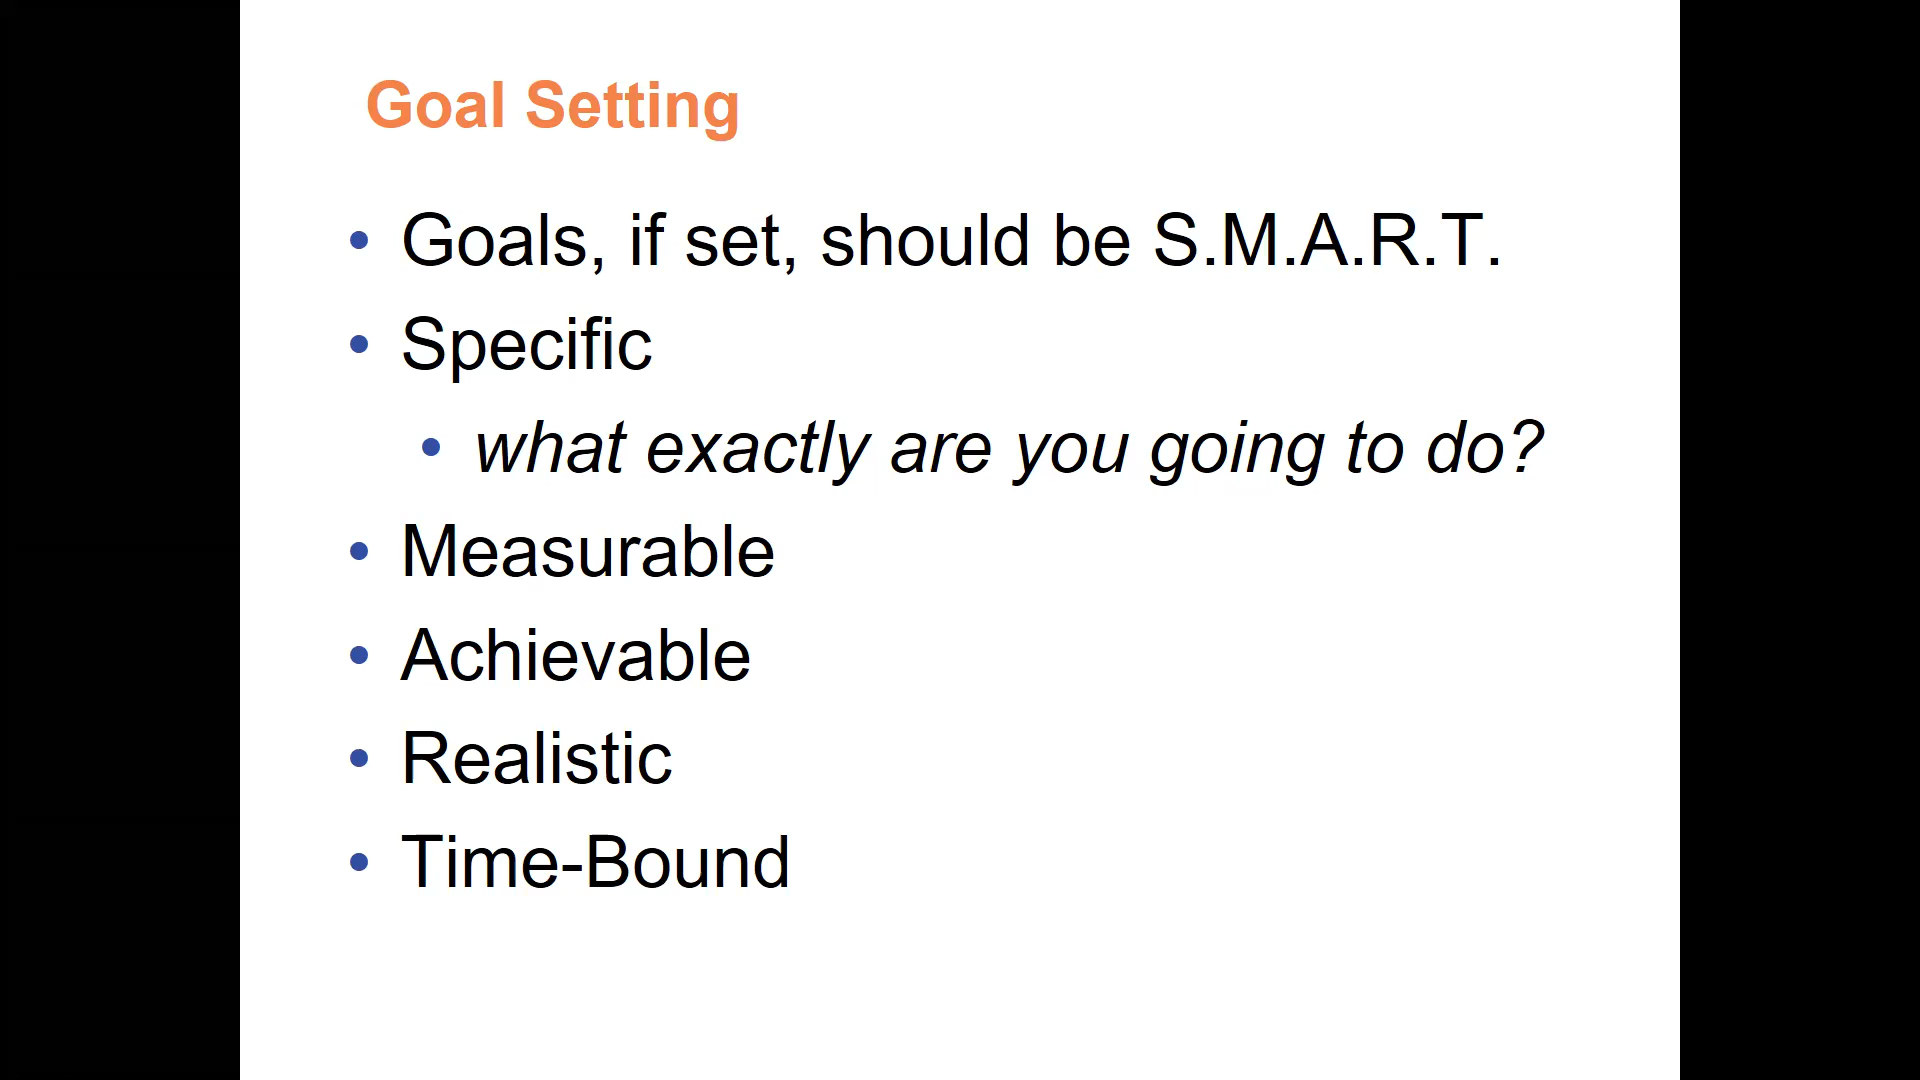 Goal Setting
• Goals, if set, should be S.M.A.R.T.
• Specific
• what exactly are you going to do?
• Measurable
• Achievable
• Realistic
• Time-Bound